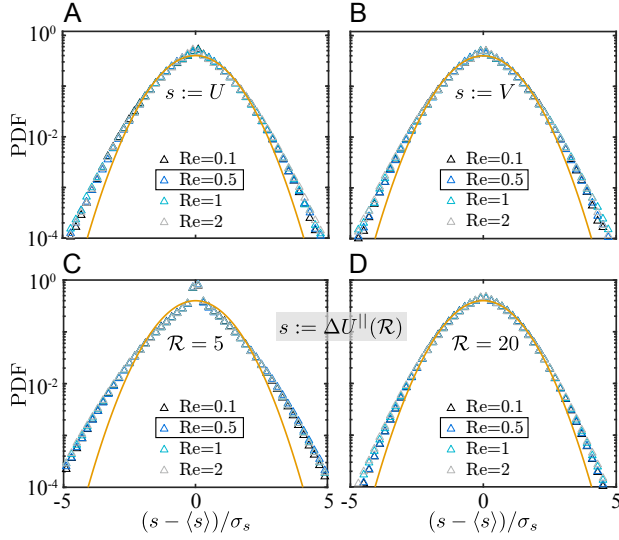 A
B
10^0
10^-2
10^-4
PDF
s := U
s := V
Re=0.1
Re=0.5
Re=1
Re=2
Re=0.1
Re=0.5
Re=1
Re=2
C
D
10^0
10^-2
10^-4
PDF
s := ΔU^||(ℛ)
ℛ = 5
ℛ = 20
Re=0.1
Re=0.5
Re=1
Re=2
Re=0.1
Re=0.5
Re=1
Re=2
-5 0 5
-5 0 5
(s − ⟨s⟩)/σ_s
(s − ⟨s⟩)/σ_s